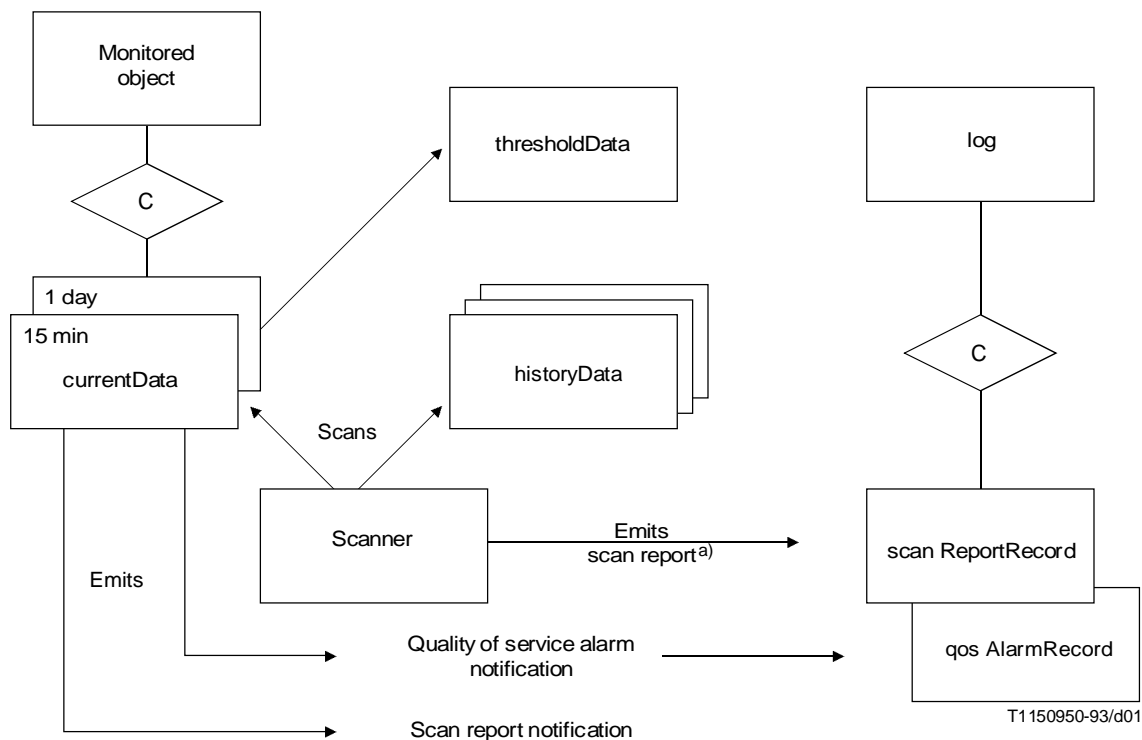 Monitored
object
C
1 day
15 min
currentData
thresholdData
historyData
Scans
Scanner
Emits
Emits
scan reporta)
Quality of service alarm
notification
Scan report notification
log
C
scan ReportRecord
qos AlarmRecord
T1150950-93/d01